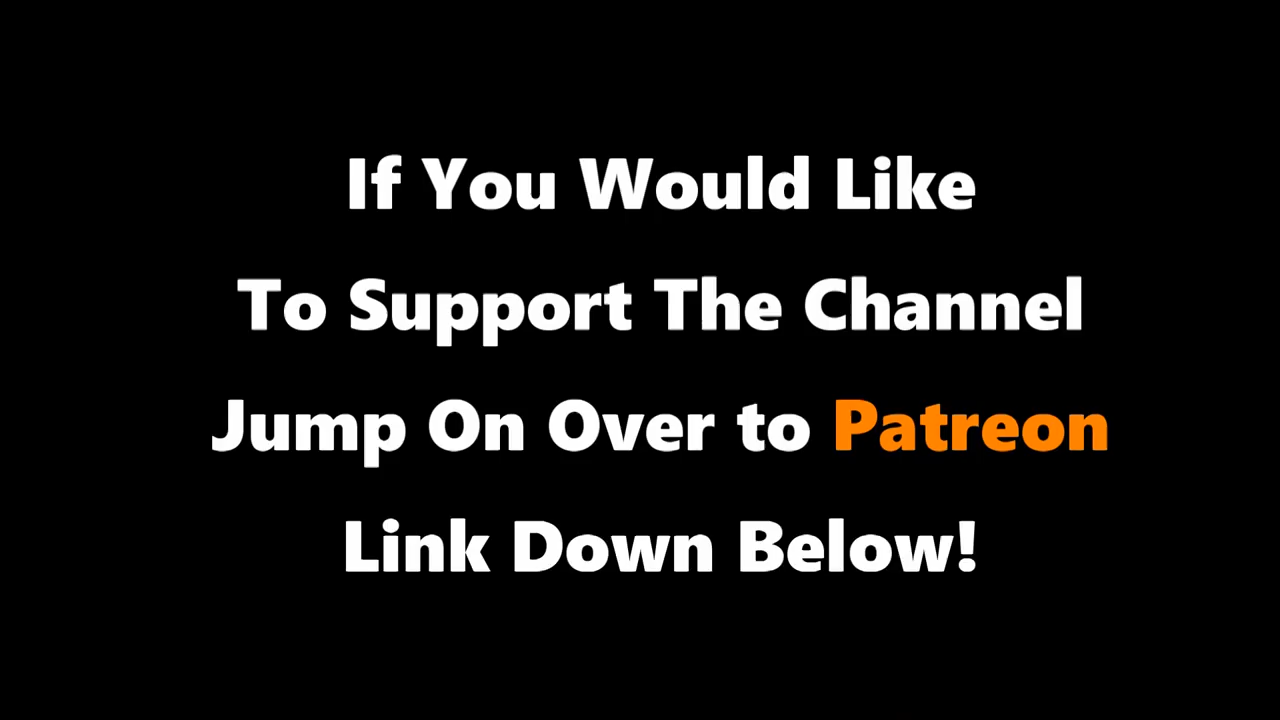 If You Would Like
To Support The Channel
Jump On Over to Patreon
Link Down Below!